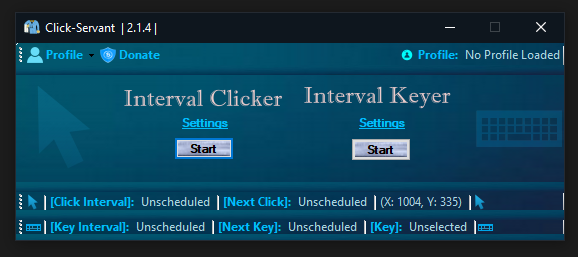 Click-Servant | 2.1.4 |
Profile Donate Profile: No Profile Loaded
Interval Clicker Interval Keyer
Settings Settings
Start Start
[Click Interval]: Unscheduled [Next Click]: Unscheduled (X: 1004, Y: 335)
[Key Interval]: Unscheduled [Next Key]: Unscheduled [Key]: Unselected